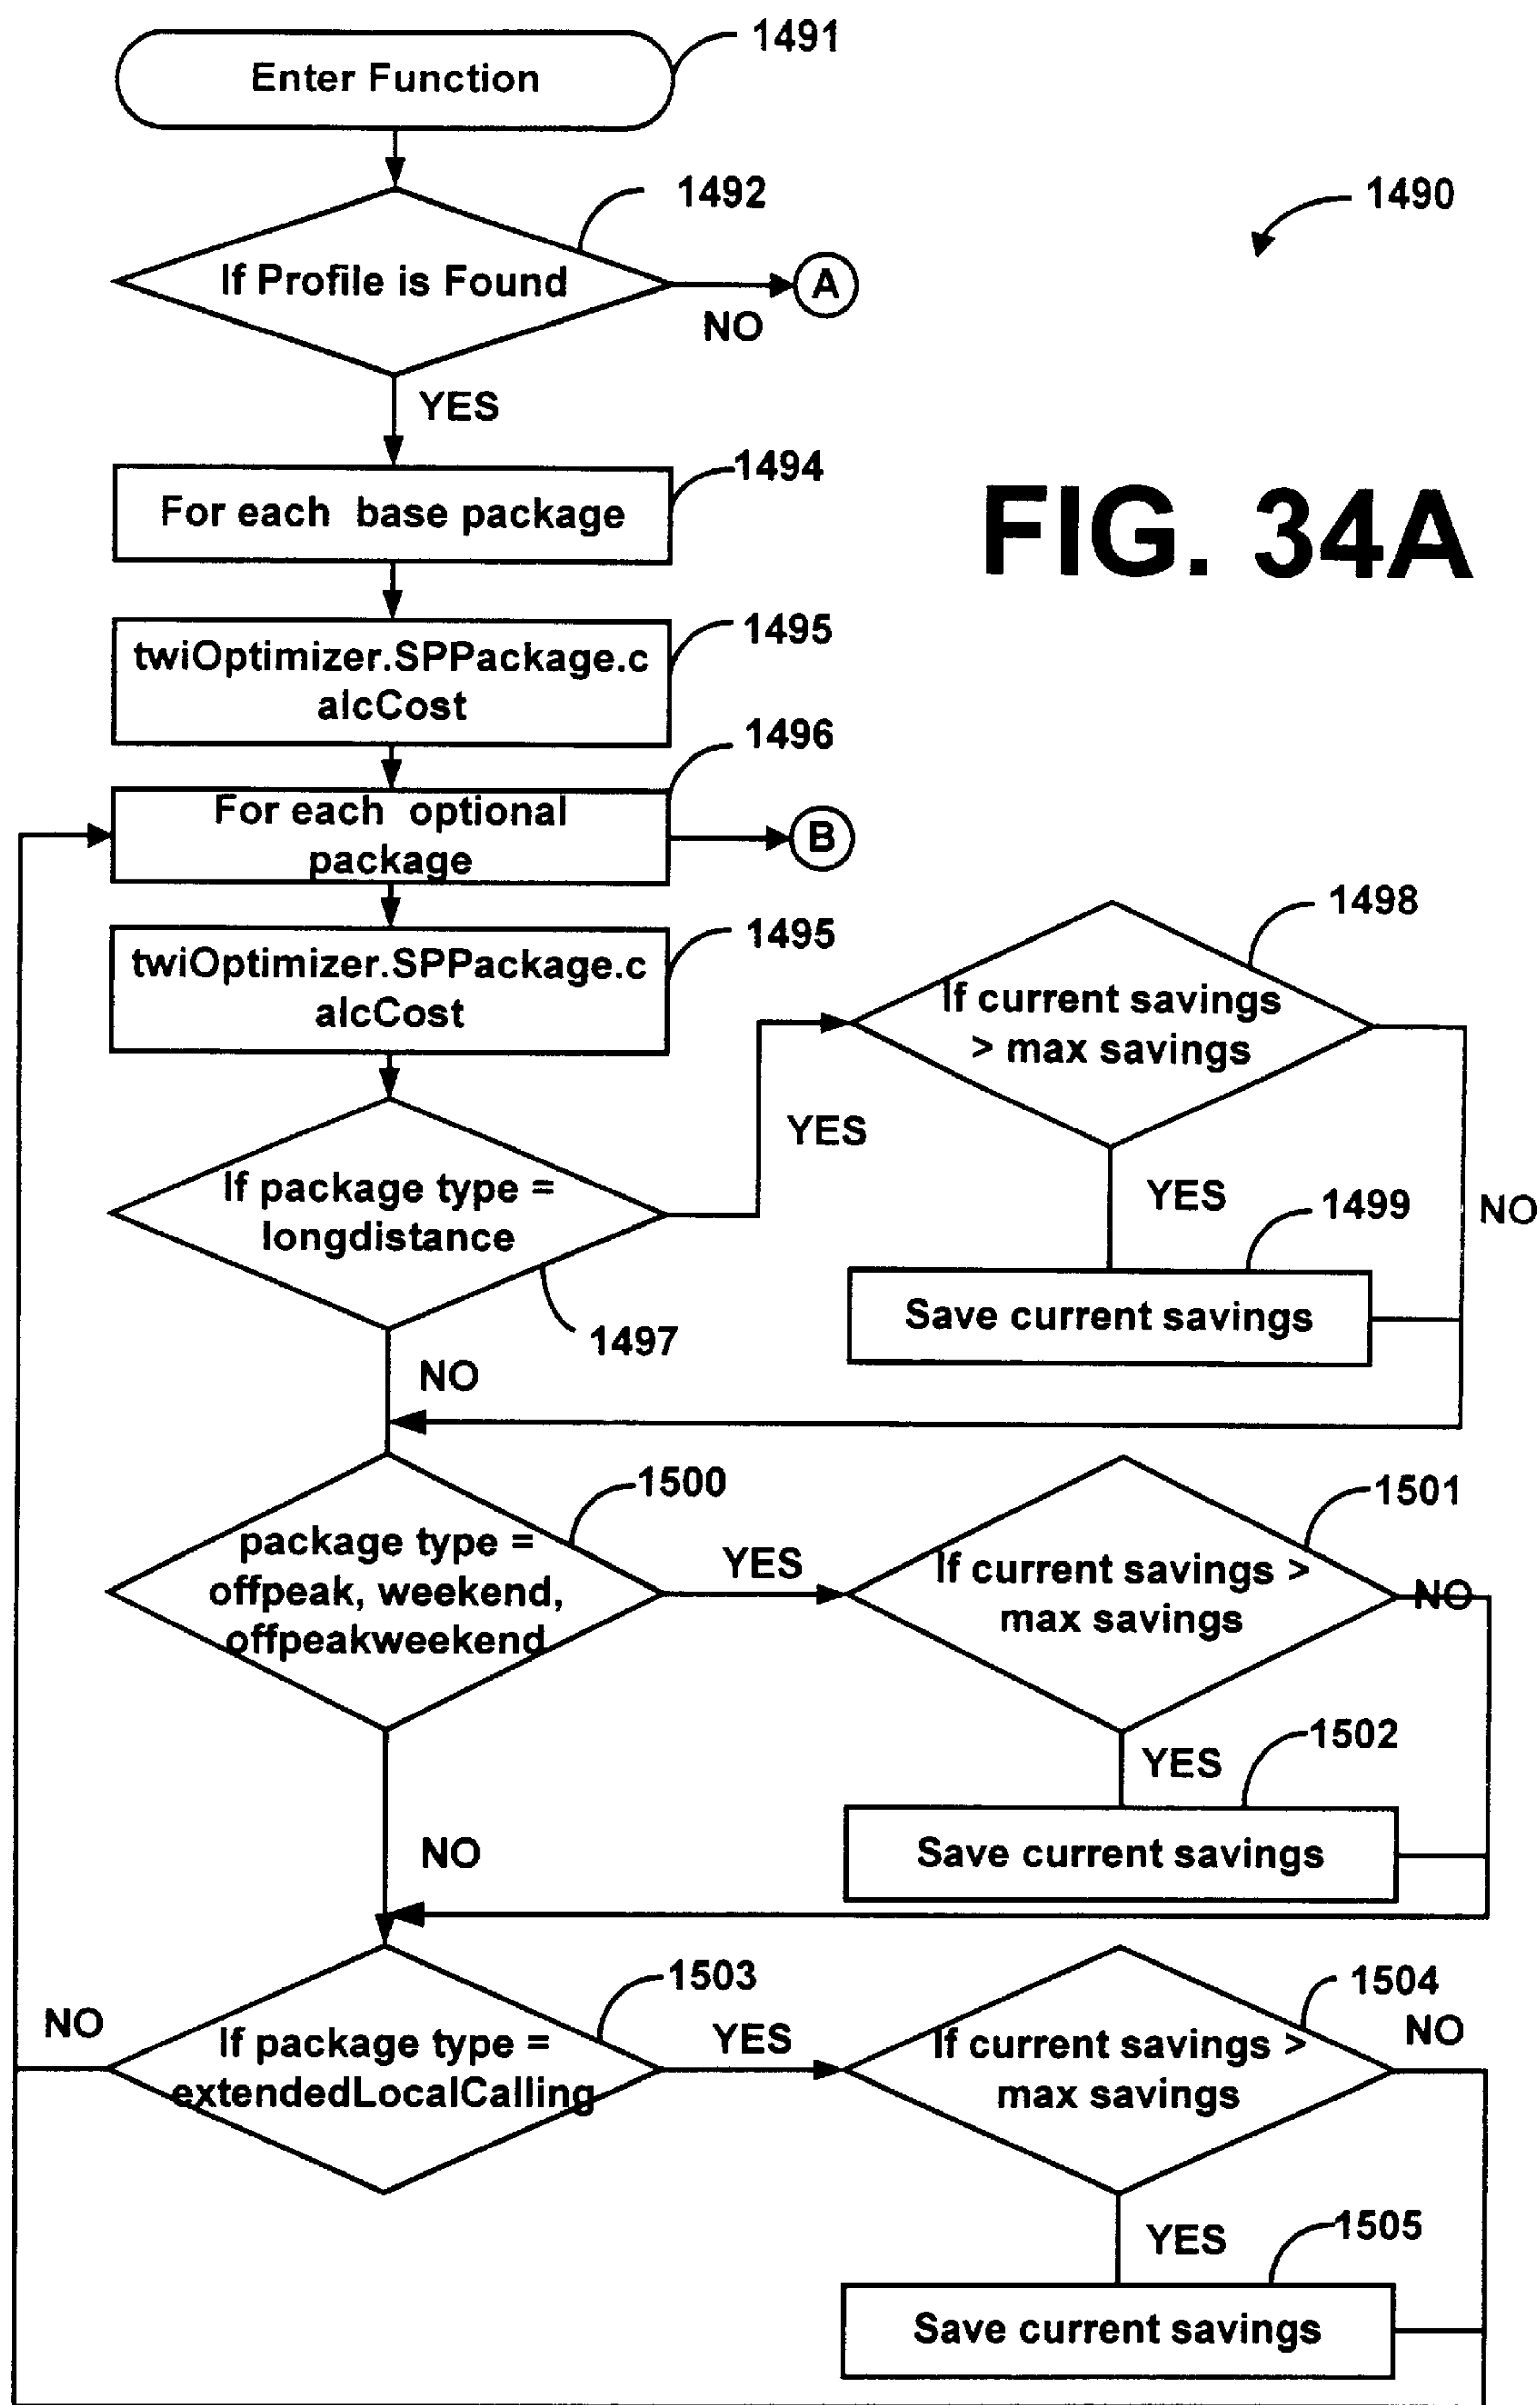 1491
Enter Function
1492
1490
If Profile is Found
A
NO
YES
1494
For each base package
FIG. 34A
1495
twiOptimizer.SPPackage.c
alcCost
1496
For each optional
package
B
1495
twiOptimizer.SPPackage.c
alcCost
1498
If current savings
> max savings
YES
If package type =
longdistance
YES
1499
NO
Save current savings
1497
NO
1500
1501
package type =
offpeak, weekend,
offpeakweekend
YES
If current savings >
max savings
NO
1502
YES
NO
Save current savings
1503
1504
NO
If package type =
extendedLocalCalling
YES
If current savings >
max savings
NO
YES
1505
Save current savings